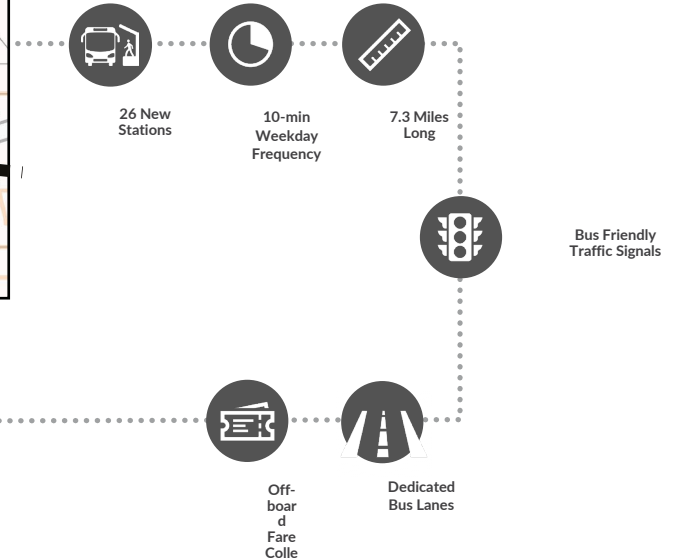 26 New
Stations
10-min
Weekday
Frequency
7.3 Miles
Long
Bus Friendly
Traffic Signals
Dedicated
Bus Lanes
Off-
boar
d
Fare
Colle